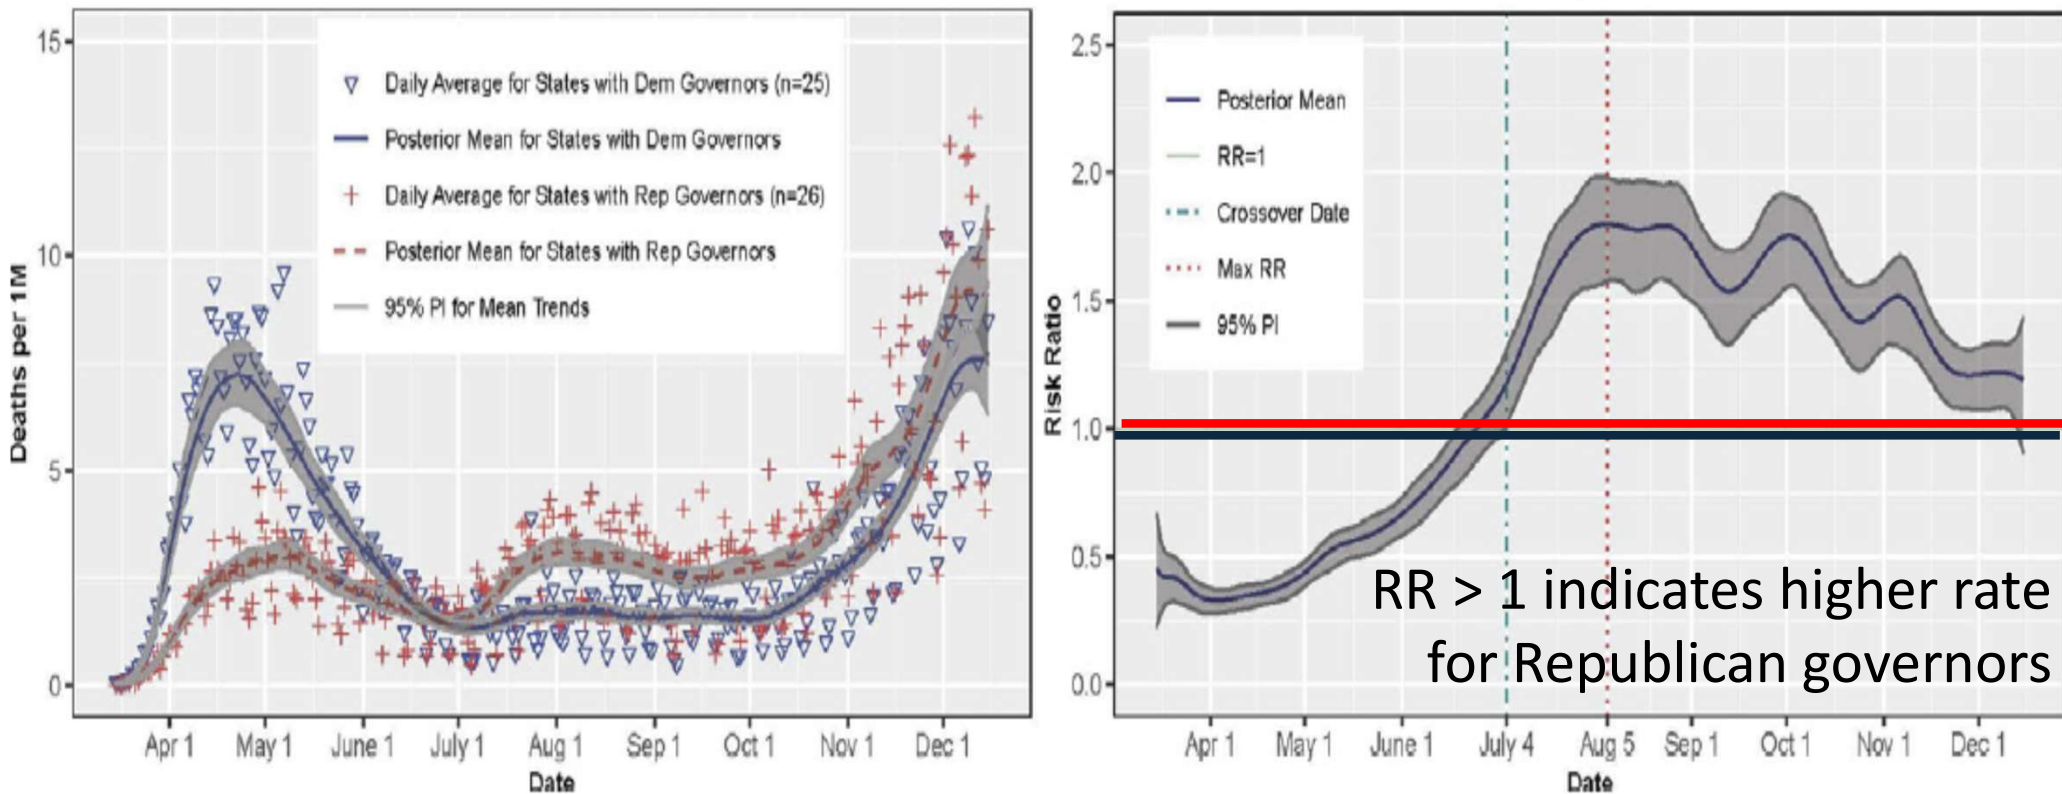 15
10
5
0
Deaths per 1M
Daily Average for States with Dem Governors (n=25)
Posterior Mean for States with Dem Governors
Daily Average for States with Rep Governors (n=26)
Posterior Mean for States with Rep Governors
95% PI for Mean Trends
Apr 1 May 1 June 1 July 1 Aug 1 Sep 1 Oct 1 Nov 1 Dec 1
Date
2.5
2.0
1.5
1.0
0.5
0.0
Risk Ratio
Posterior Mean
RR=1
Crossover Date
Max RR
95% PI
RR > 1 indicates higher rate
for Republican governors
Apr 1 May 1 June 1 July 4 Aug 5 Sep 1 Oct 1 Nov 1 Dec 1
Date